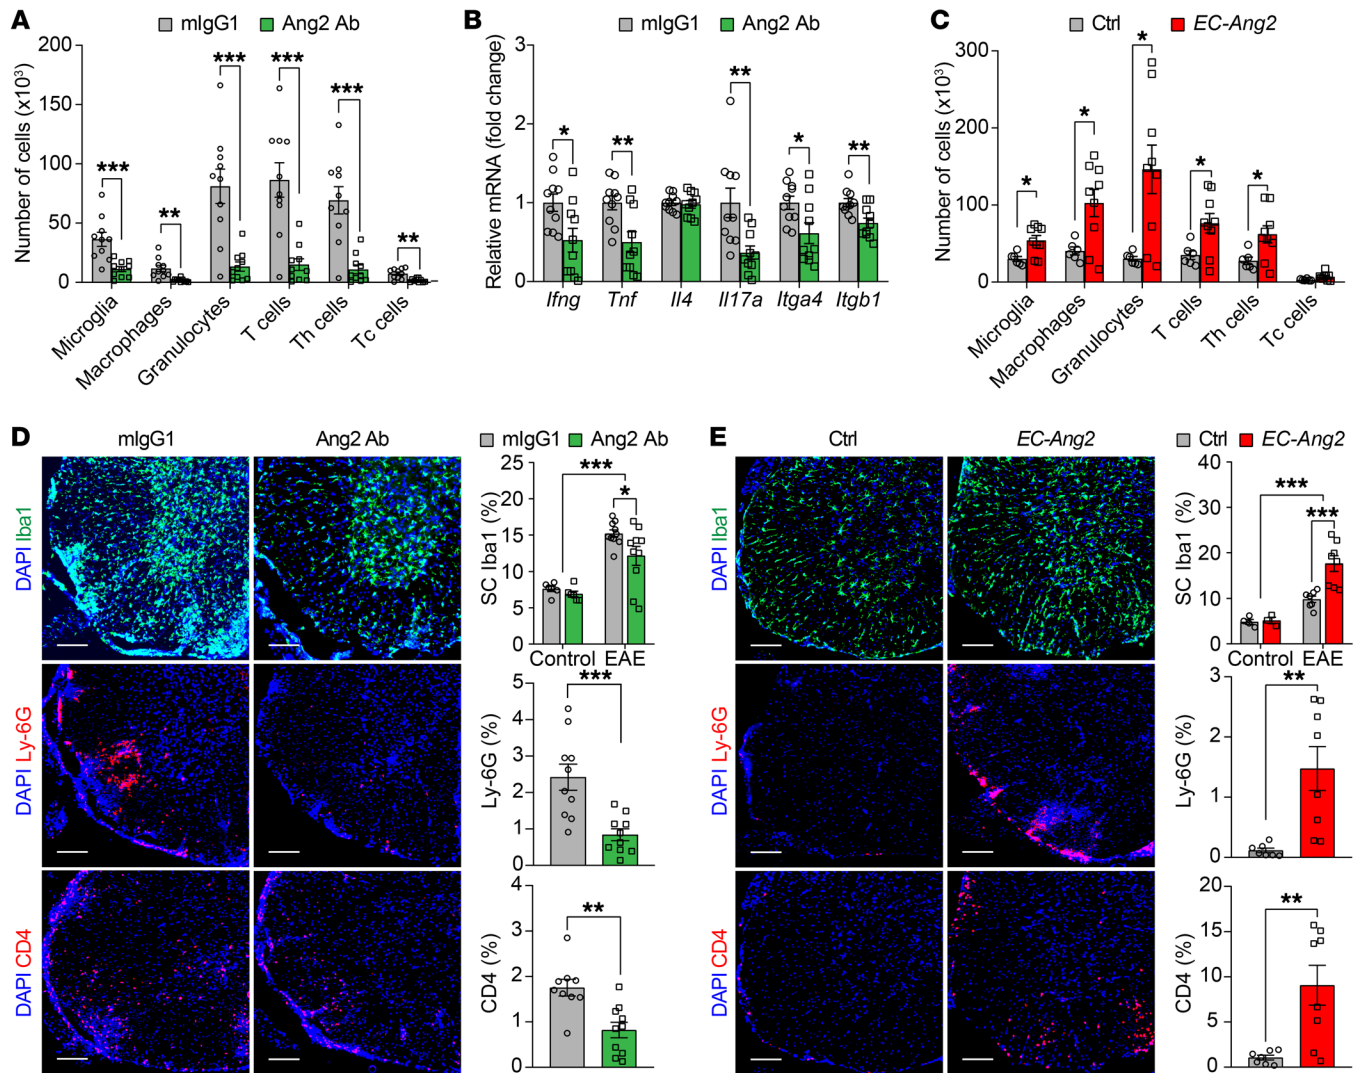 A
mIgG1 Ang2 Ab
Number of cells (x10³)
200
150
100
50
0
*** ** *** *** *** **
Microglia Macrophages Granulocytes T cells Th cells Tc cells
B
mIgG1 Ang2 Ab
Relative mRNA (fold change)
3
2
1
0
* ** ** * **
Ifng Tnf Il4 Il17a Itga4 Itgb1
C
Ctrl EC-Ang2
Number of cells (x10³)
300
200
100
0
* * * * *
Microglia Macrophages Granulocytes T cells Th cells Tc cells
D
mIgG1 Ang2 Ab
DAPI Iba1
DAPI Ly-6G
DAPI CD4
mIgG1 Ang2 Ab
SC Iba1 (%)
25
20
15
10
5
0
***
*
Control EAE
Ly-6G (%)
5
4
3
2
1
0
***
CD4 (%)
4
3
2
1
0
**
E
Ctrl EC-Ang2
DAPI Iba1
DAPI Ly-6G
DAPI CD4
Ctrl EC-Ang2
SC Iba1 (%)
40
30
20
10
0
***
***
Control EAE
Ly-6G (%)
3
2
1
0
**
CD4 (%)
20
15
10
5
0
**